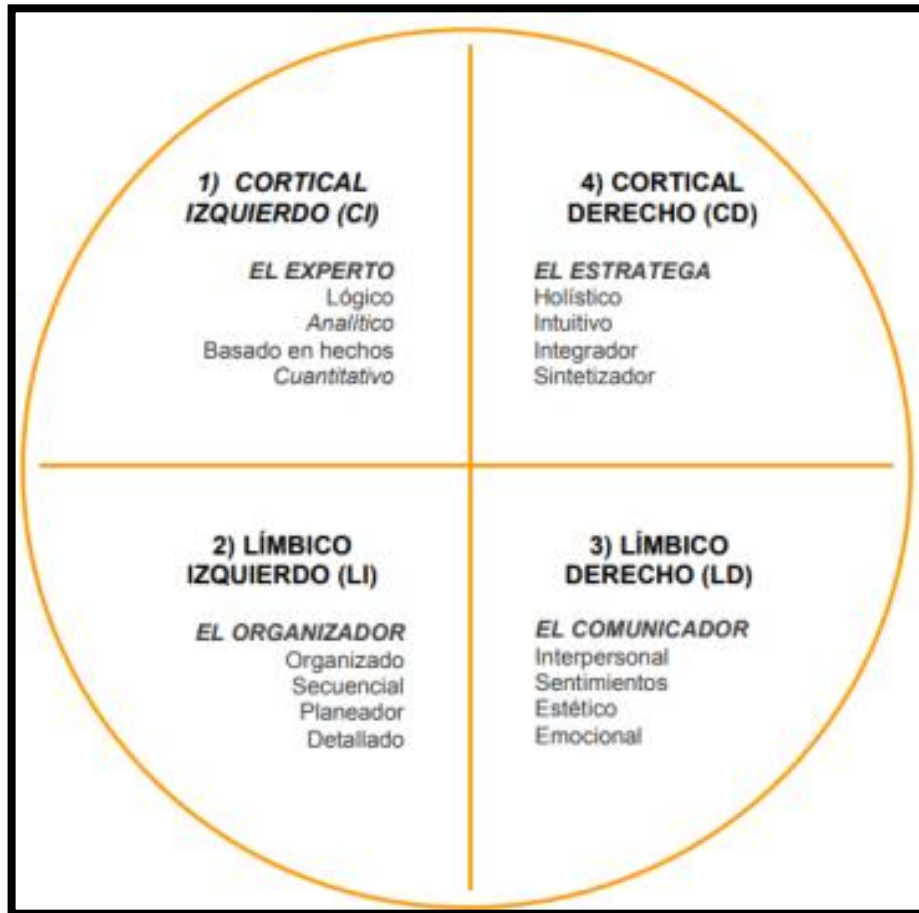 1) CORTICAL
IZQUIERDO (CI)
EL EXPERTO
Lógico
Analítico
Basado en hechos
Cuantitativo
4) CORTICAL
DERECHO (CD)
EL ESTRATEGA
Holístico
Intuitivo
Integrador
Sintetizador
2) LÍMBICO
IZQUIERDO (LI)
EL ORGANIZADOR
Organizado
Secuencial
Planeador
Detallado
3) LÍMBICO
DERECHO (LD)
EL COMUNICADOR
Interpersonal
Sentimientos
Estético
Emocional